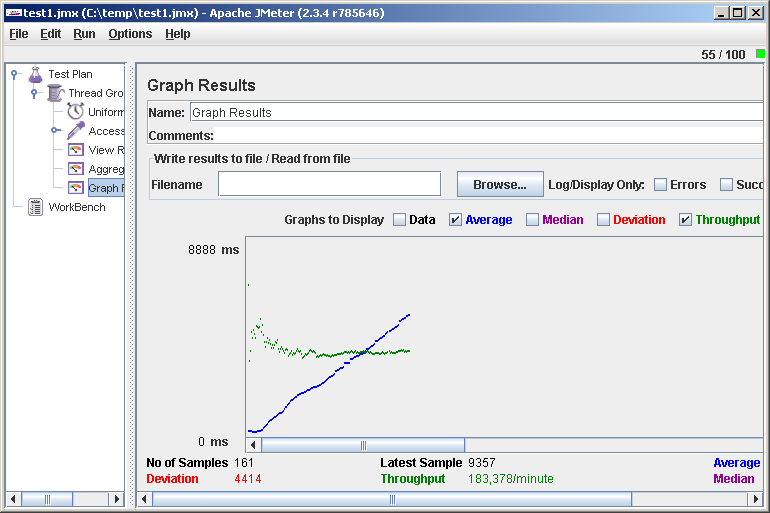 test1.jmx (C:\temp\test1.jmx) - Apache JMeter (2.3.4 r785646)
File Edit Run Options Help
55 / 100
Test Plan
Thread Gro
Uniform
Access
View R
Aggreg
Graph R
WorkBench
Graph Results
Name: Graph Results
Comments:
Write results to file / Read from file
Filename Browse... Log/Display Only: Errors Succ
Graphs to Display Data Average Median Deviation Throughput
8888 ms
0 ms
No of Samples 161 Latest Sample 9357 Average
Deviation 4414 Throughput 183,378/minute Median